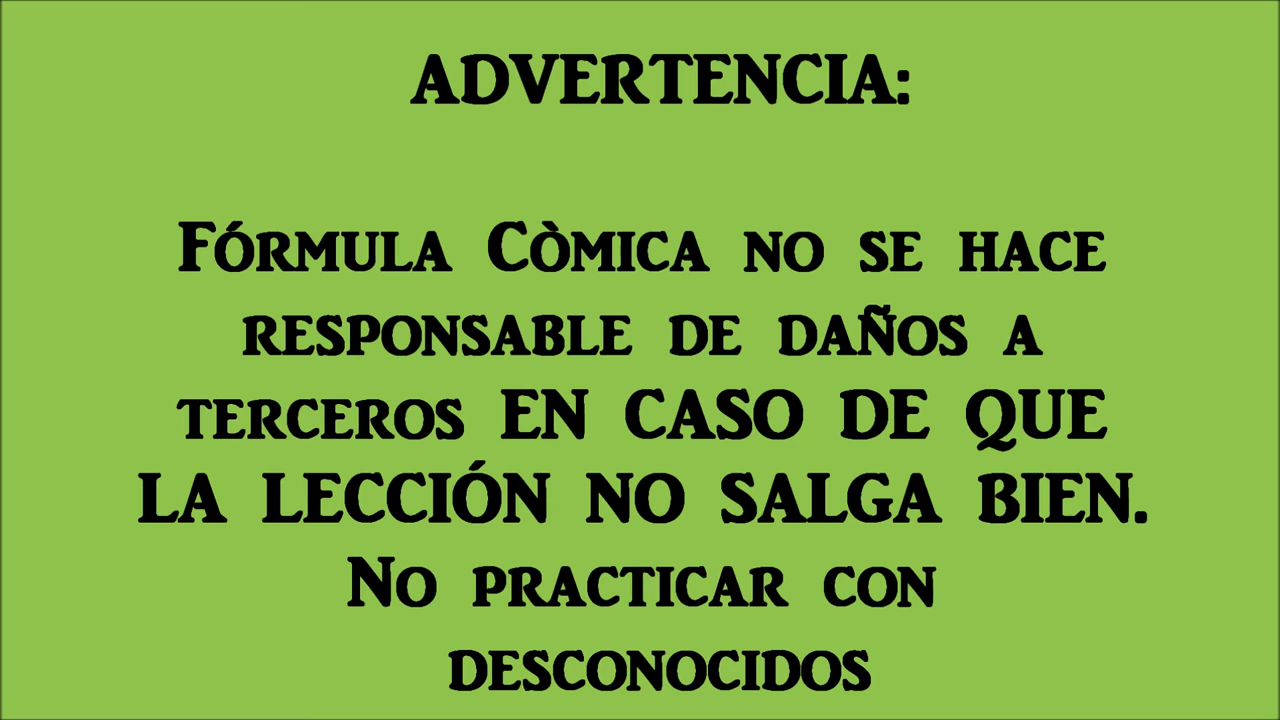 ADVERTENCIA:
Fórmula Còmica no se hace
responsable de daños a
terceros EN CASO DE QUE
LA LECCIÓN NO SALGA BIEN.
No practicar con
desconocidos